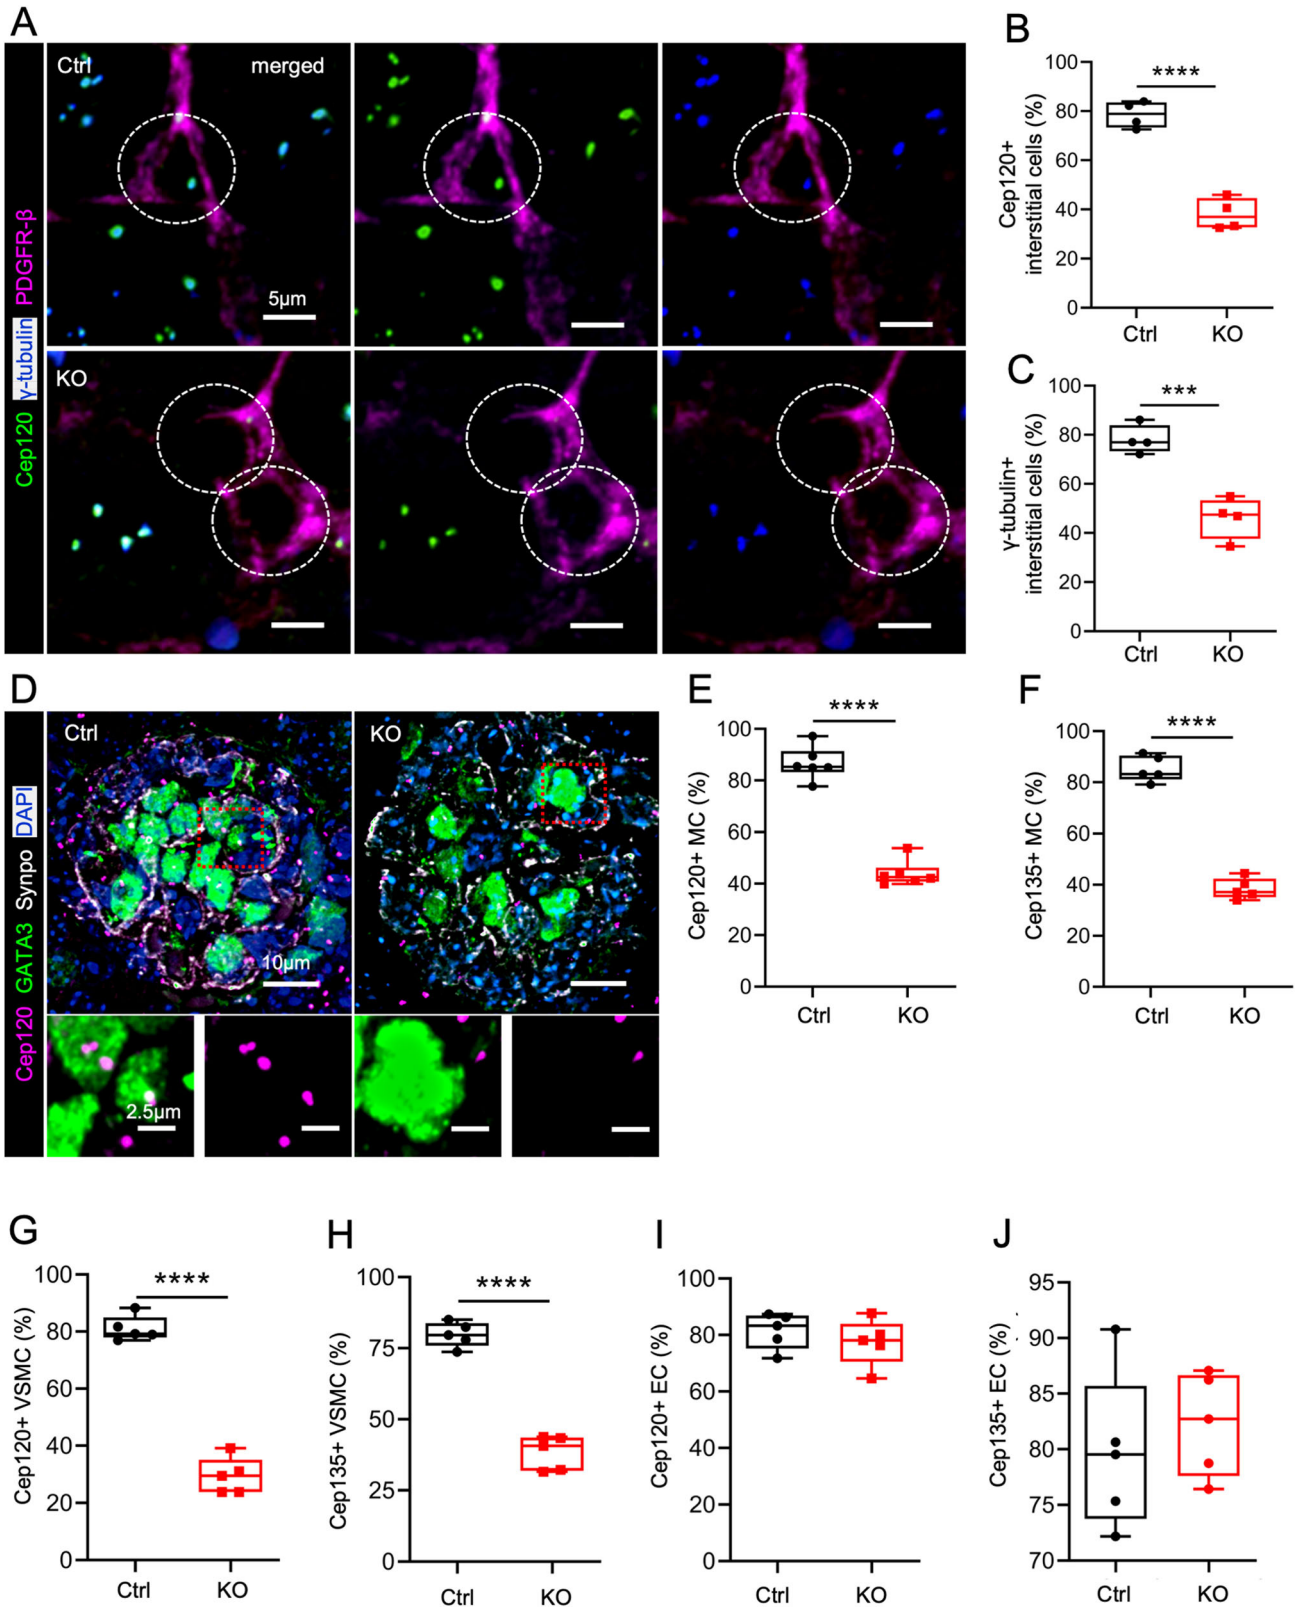 A
Ctrl
merged
5µm
KO
Cep120 γ-tubulin PDGFR-β
B
Cep120+
interstitial cells (%)
100
80
60
40
20
0
****
Ctrl
KO
C
γ-tubulin+
interstitial cells (%)
100
80
60
40
20
0
***
Ctrl
KO
D
Cep120 GATA3 Synpo DAPI
Ctrl
10µm
KO
2.5µm
E
Cep120+ MC (%)
100
80
60
40
20
0
****
Ctrl
KO
F
Cep135+ MC (%)
100
80
60
40
20
0
****
Ctrl
KO
G
Cep120+ VSMC (%)
100
80
60
40
20
0
****
Ctrl
KO
H
Cep135+ VSMC (%)
100
75
50
25
0
****
Ctrl
KO
I
Cep120+ EC (%)
100
80
60
40
20
0
Ctrl
KO
J
Cep135+ EC (%)
95
90
85
80
75
70
Ctrl
KO